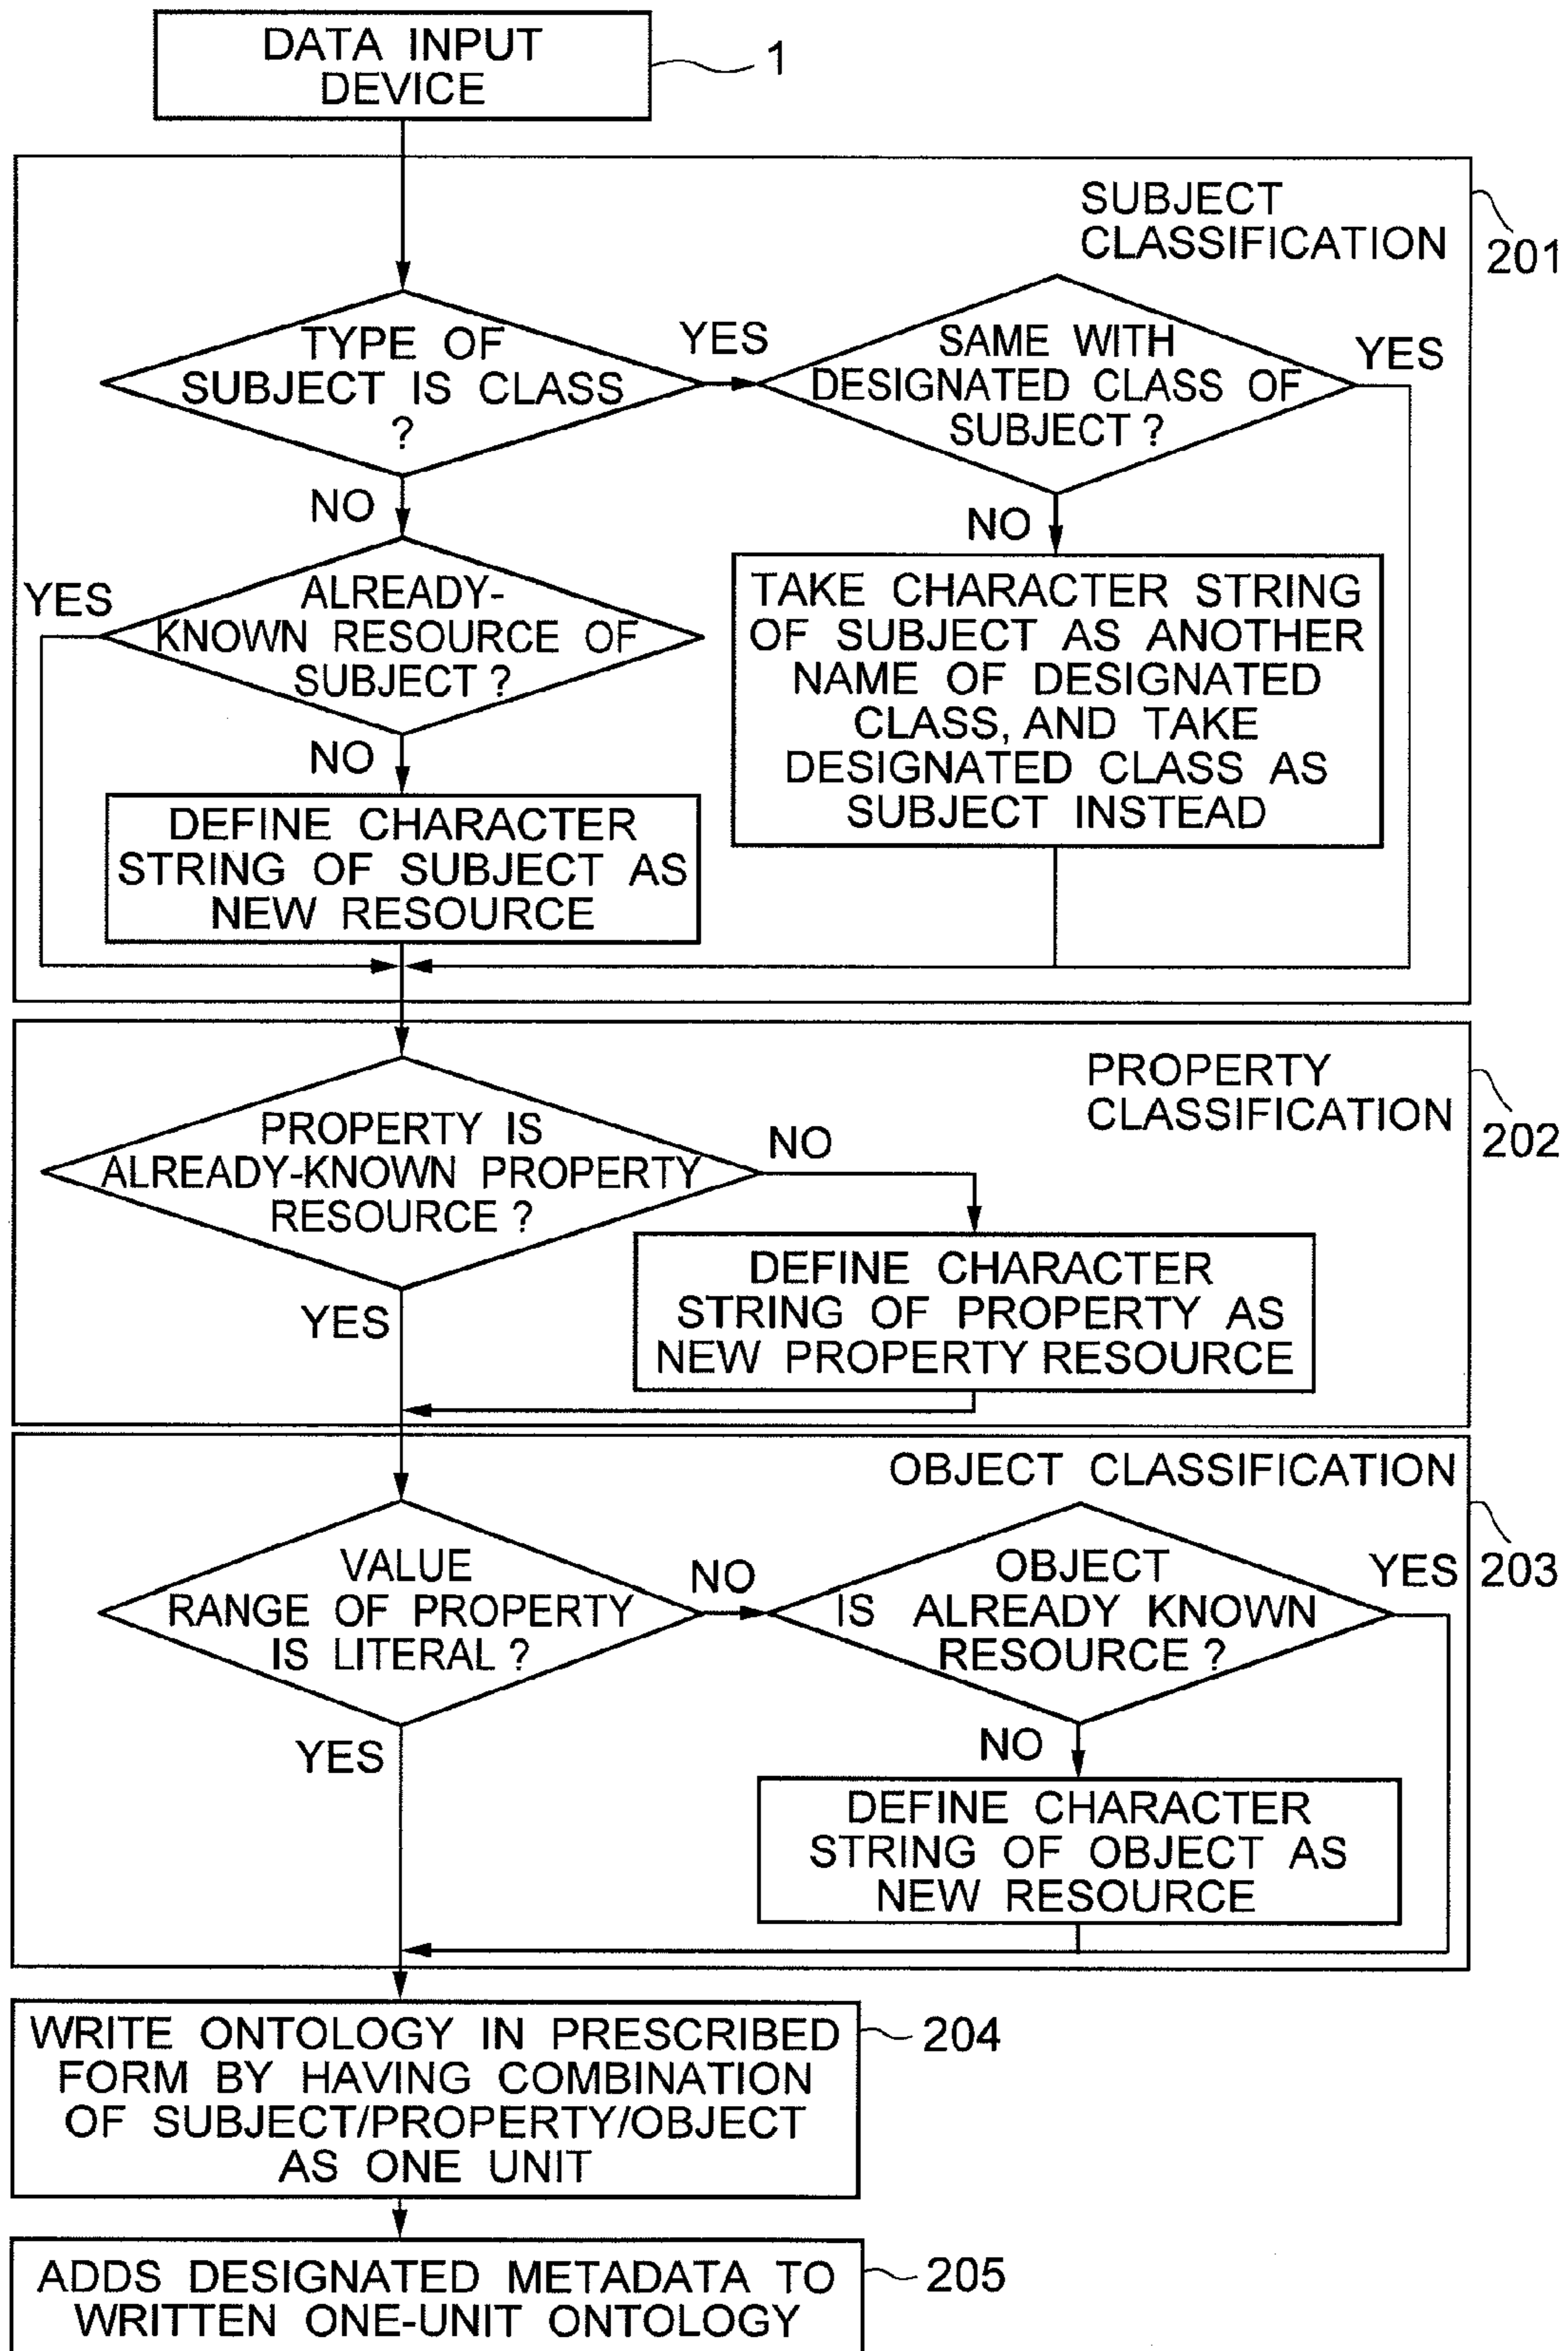 DATA INPUT
DEVICE
1
SUBJECT
CLASSIFICATION
201
TYPE OF
SUBJECT IS CLASS
?
YES
SAME WITH
DESIGNATED CLASS OF
SUBJECT ?
YES
NO
NO
YES
ALREADY-
KNOWN RESOURCE OF
SUBJECT ?
TAKE CHARACTER STRING
OF SUBJECT AS ANOTHER
NAME OF DESIGNATED
CLASS, AND TAKE
DESIGNATED CLASS AS
SUBJECT INSTEAD
NO
DEFINE CHARACTER
STRING OF SUBJECT AS
NEW RESOURCE
PROPERTY
CLASSIFICATION
202
PROPERTY IS
ALREADY-KNOWN PROPERTY
RESOURCE ?
NO
DEFINE CHARACTER
STRING OF PROPERTY AS
NEW PROPERTY RESOURCE
YES
OBJECT CLASSIFICATION
203
VALUE
RANGE OF PROPERTY
IS LITERAL ?
NO
OBJECT
IS ALREADY KNOWN
RESOURCE ?
YES
YES
NO
DEFINE CHARACTER
STRING OF OBJECT AS
NEW RESOURCE
WRITE ONTOLOGY IN PRESCRIBED
FORM BY HAVING COMBINATION
OF SUBJECT/PROPERTY/OBJECT
AS ONE UNIT
204
ADDS DESIGNATED METADATA TO
WRITTEN ONE-UNIT ONTOLOGY
205